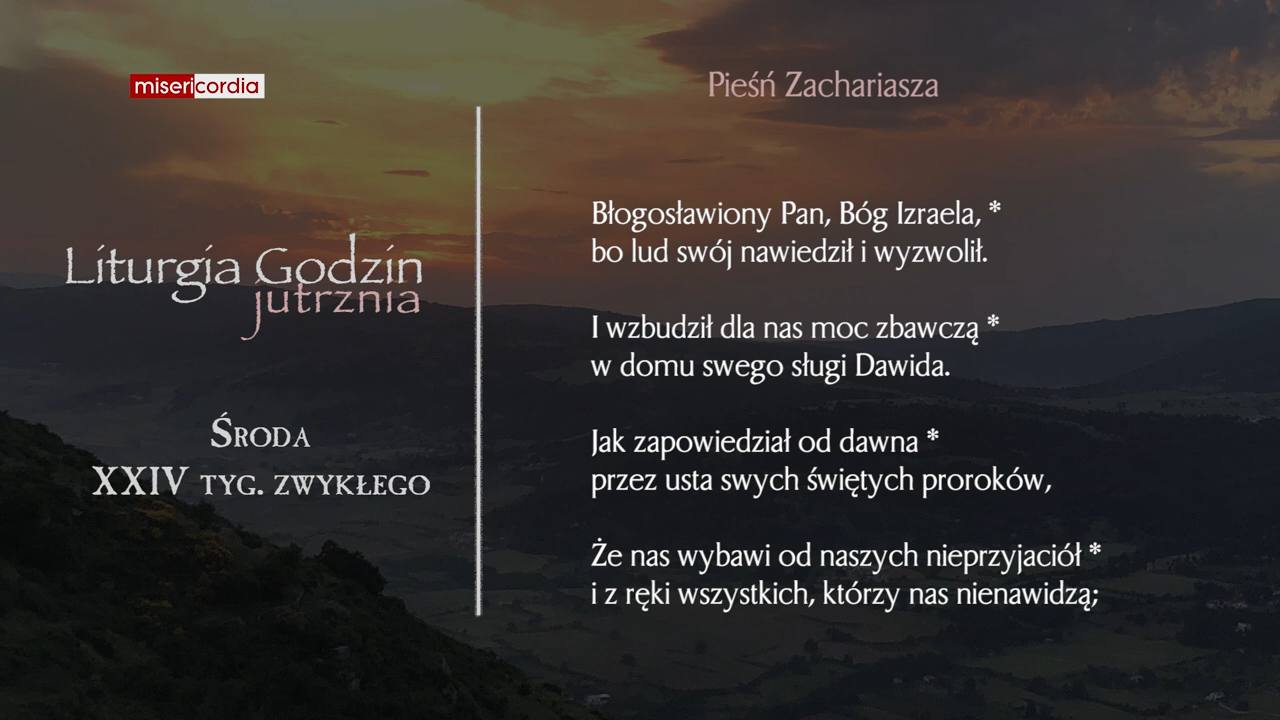 misericordia
Liturgia Godzin
jutrznia
Środa
XXIV tyg. zwykłego
Pieśń Zachariasza
Błogosławiony Pan, Bóg Izraela, *
bo lud swój nawiedził i wyzwolił.
I wzbudził dla nas moc zbawczą *
w domu swego sługi Dawida.
Jak zapowiedział od dawna *
przez usta swych świętych proroków,
Że nas wybawi od naszych nieprzyjaciół *
i z ręki wszystkich, którzy nas nienawidzą;